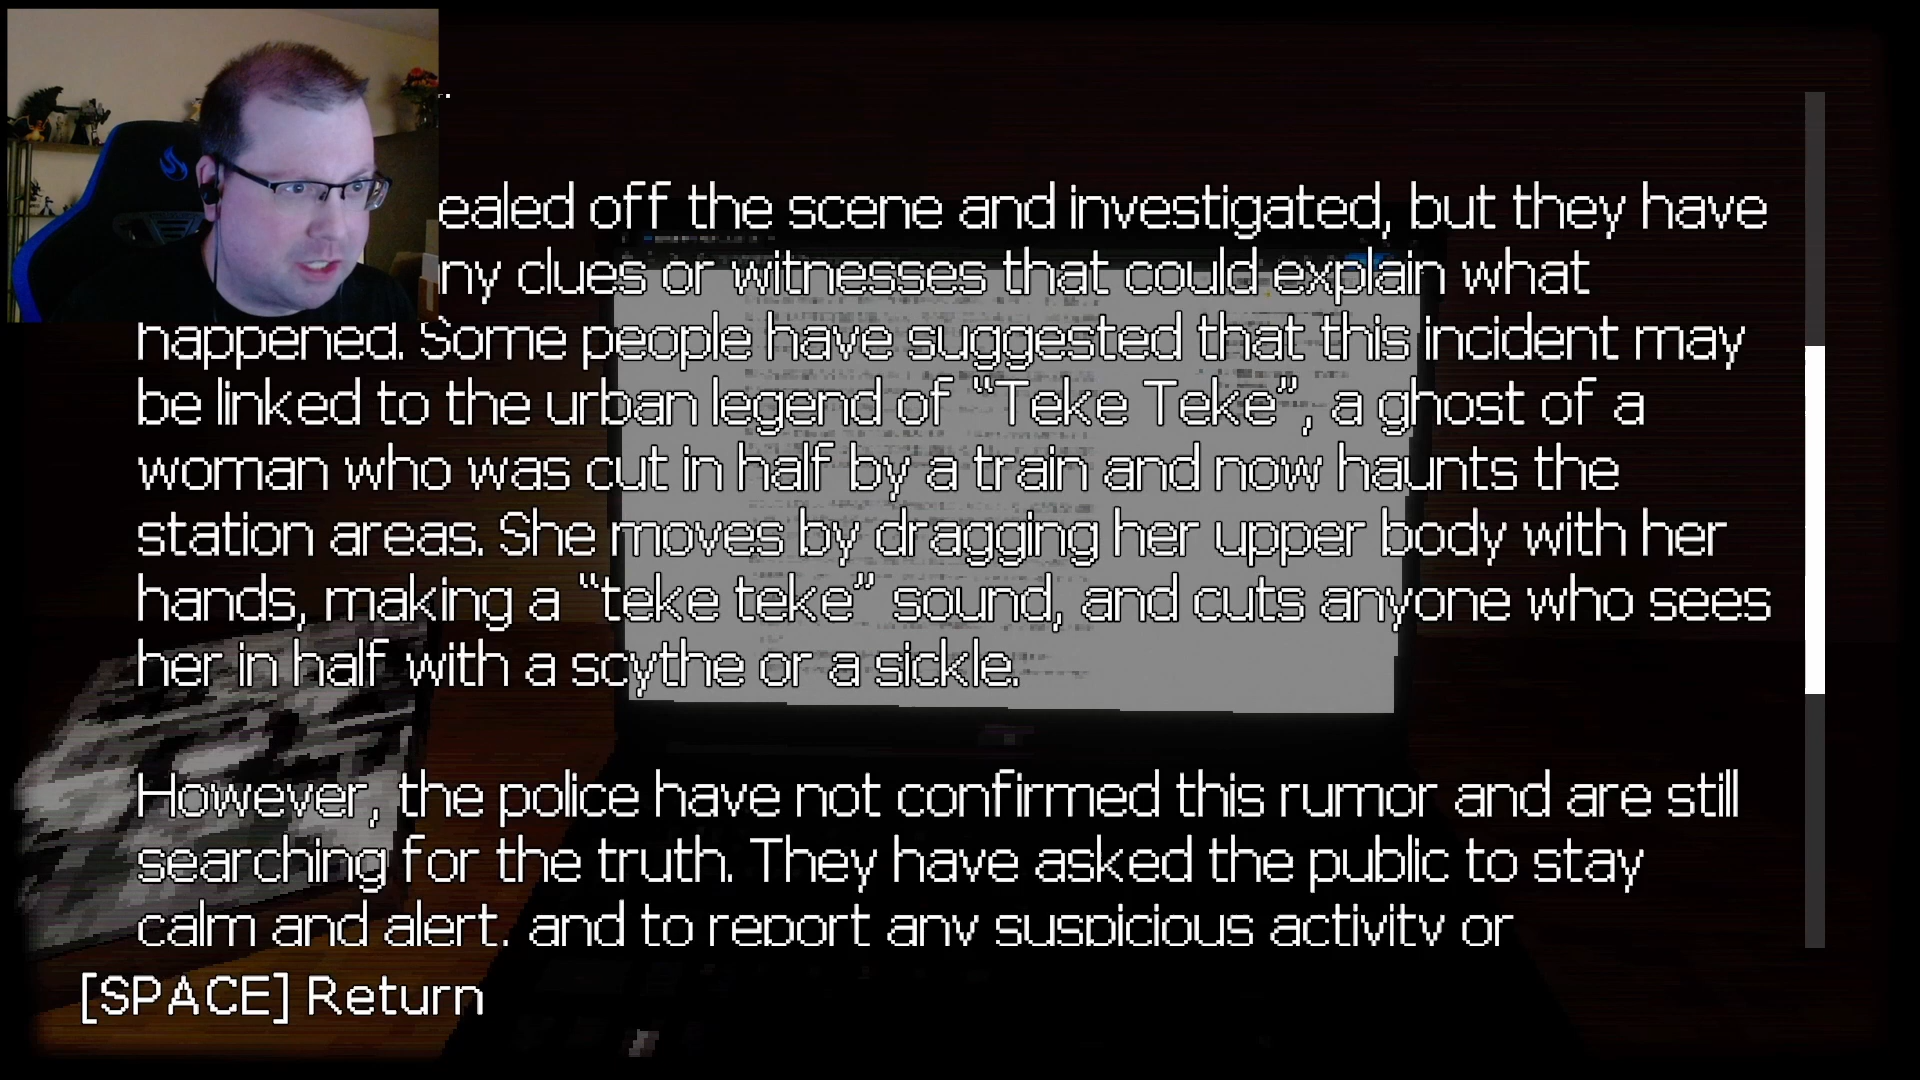 ealed off the scene and investigated, but they have
ny clues or witnesses that could explain what
happened. Some people have suggested that this incident may
be linked to the urban legend of “Teke Teke”, a ghost of a
woman who was cut in half by a train and now haunts the
station areas. She moves by dragging her upper body with her
hands, making a “teke teke” sound, and cuts anyone who sees
her in half with a scythe or a sickle.
However, the police have not confirmed this rumor and are still
searching for the truth. They have asked the public to stay
calm and alert, and to report any suspicious activity or
[SPACE] Return